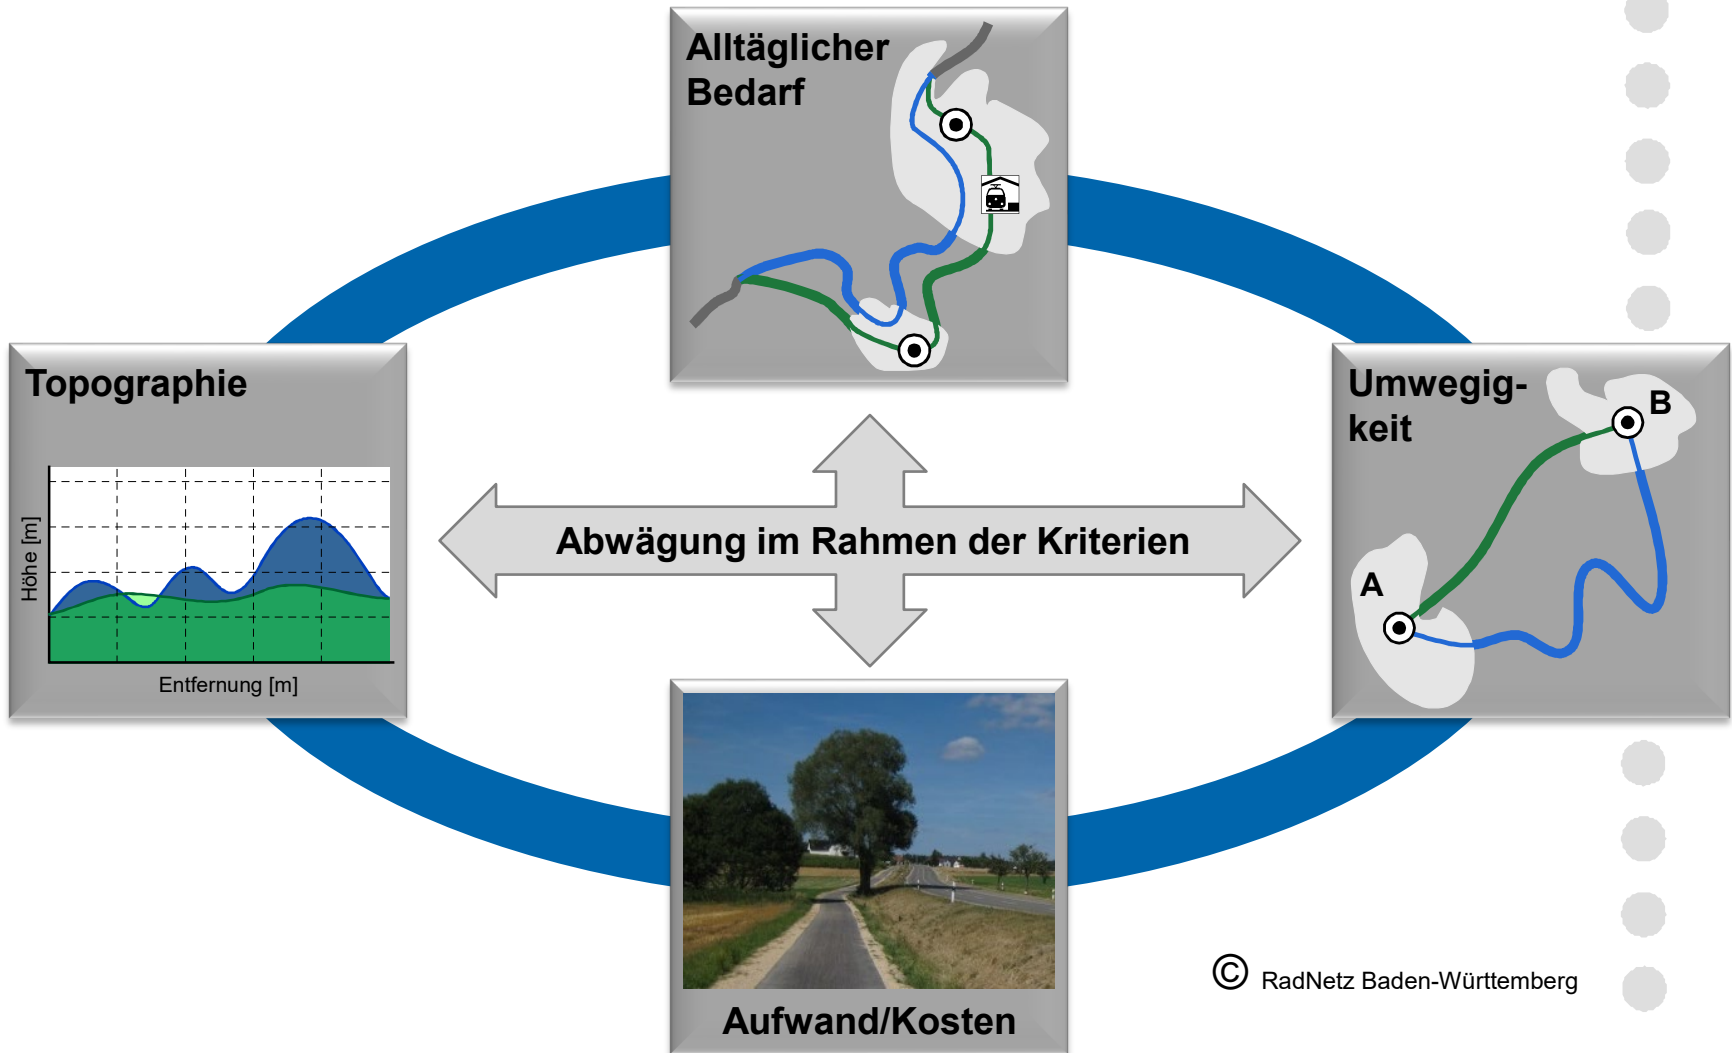 Alltäglicher
Bedarf
Topographie
Höhe [m]
Entfernung [m]
Umwegig-
keit
B
A
Abwägung im Rahmen der Kriterien
Aufwand/Kosten
© RadNetz Baden-Württemberg